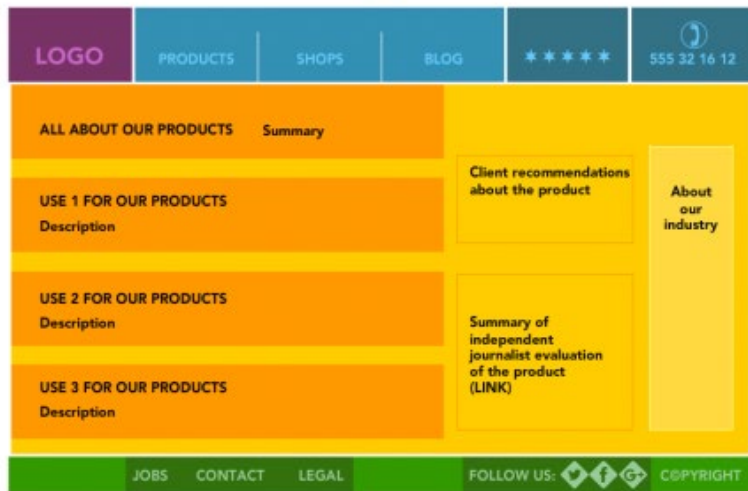 LOGO
PRODUCTS
SHOPS
BLOG
★★★★★
555 32 16 12
ALL ABOUT OUR PRODUCTS Summary
USE 1 FOR OUR PRODUCTS
Description
USE 2 FOR OUR PRODUCTS
Description
USE 3 FOR OUR PRODUCTS
Description
Client recommendations
about the product
Summary of
independent
journalist evaluation
of the product
(LINK)
About
our
industry
JOBS CONTACT LEGAL
FOLLOW US: f G+ C©PYRIGHT